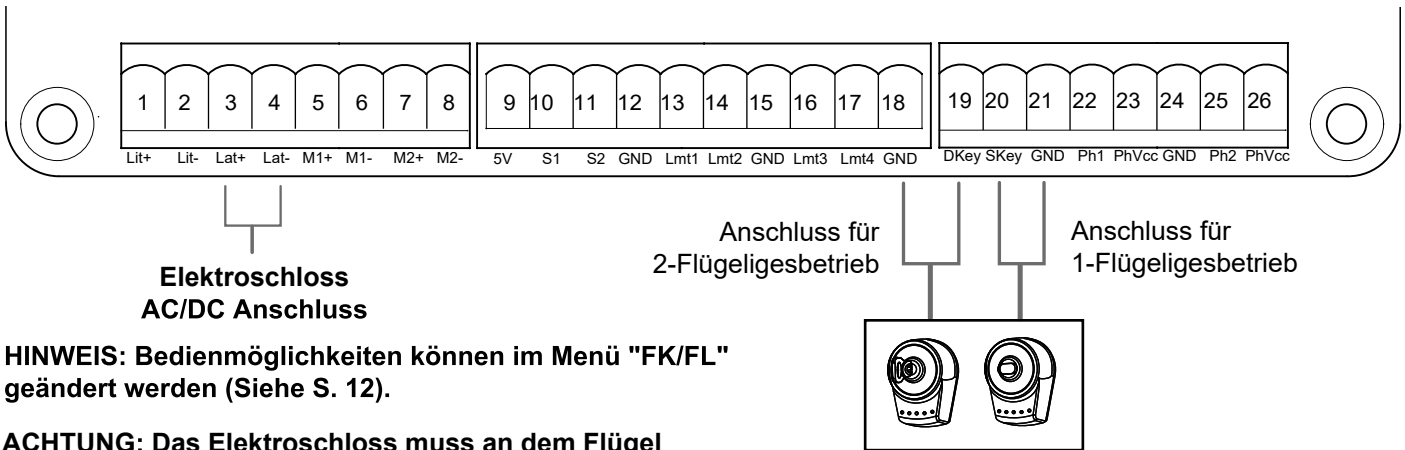 1 2 3 4 5 6 7 8 9 10 11 12 13 14 15 16 17 18 19 20 21 22 23 24 25 26
Lit+ Lit- Lat+ Lat- M1+ M1- M2+ M2- 5V S1 S2 GND Lmt1 Lmt2 GND Lmt3 Lmt4 GND DKey SKey GND Ph1 PhVcc GND Ph2 PhVcc
Elektroschloss
AC/DC Anschluss
Anschluss für
2-Flügeligesbetrieb
Anschluss für
1-Flügeligesbetrieb
HINWEIS: Bedienmöglichkeiten können im Menü "FK/FL"
geändert werden (Siehe S. 12).
ACHTUNG: Das Elektroschloss muss an dem Flügel